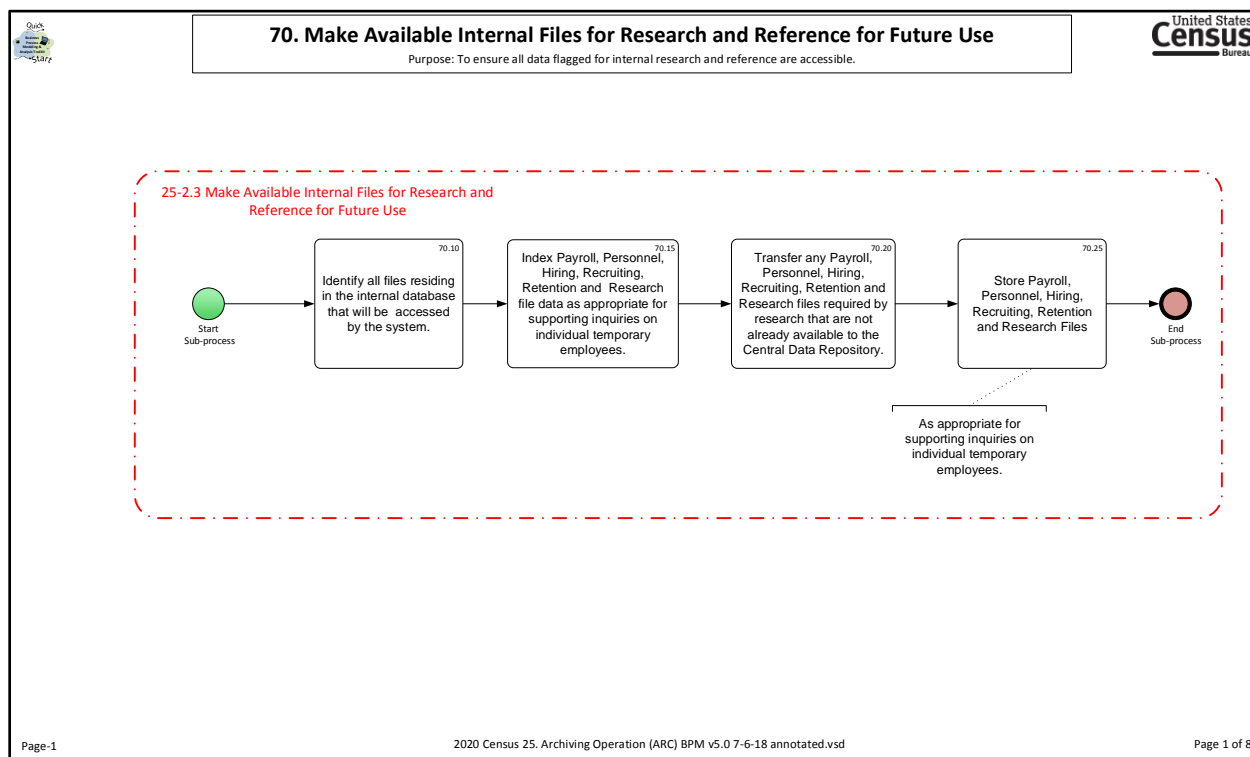 Quick
Business
Process
Modeling &
Analysis Toolkit
Start
70. Make Available Internal Files for Research and Reference for Future Use
Purpose: To ensure all data flagged for internal research and reference are accessible.
United States
Census
Bureau
25-2.3 Make Available Internal Files for Research and
Reference for Future Use
Start
Sub-process
70.10
Identify all files residing
in the internal database
that will be accessed
by the system.
70.15
Index Payroll, Personnel,
Hiring, Recruiting,
Retention and Research
file data as appropriate for
supporting inquiries on
individual temporary
employees.
70.20
Transfer any Payroll,
Personnel, Hiring,
Recruiting, Retention and
Research files required by
research that are not
already available to the
Central Data Repository.
70.25
Store Payroll,
Personnel, Hiring,
Recruiting, Retention
and Research Files
End
Sub-process
As appropriate for
supporting inquiries on
individual temporary
employees.
Page-1
2020 Census 25. Archiving Operation (ARC) BPM v5.0 7-6-18 annotated.vsd
Page 1 of 8